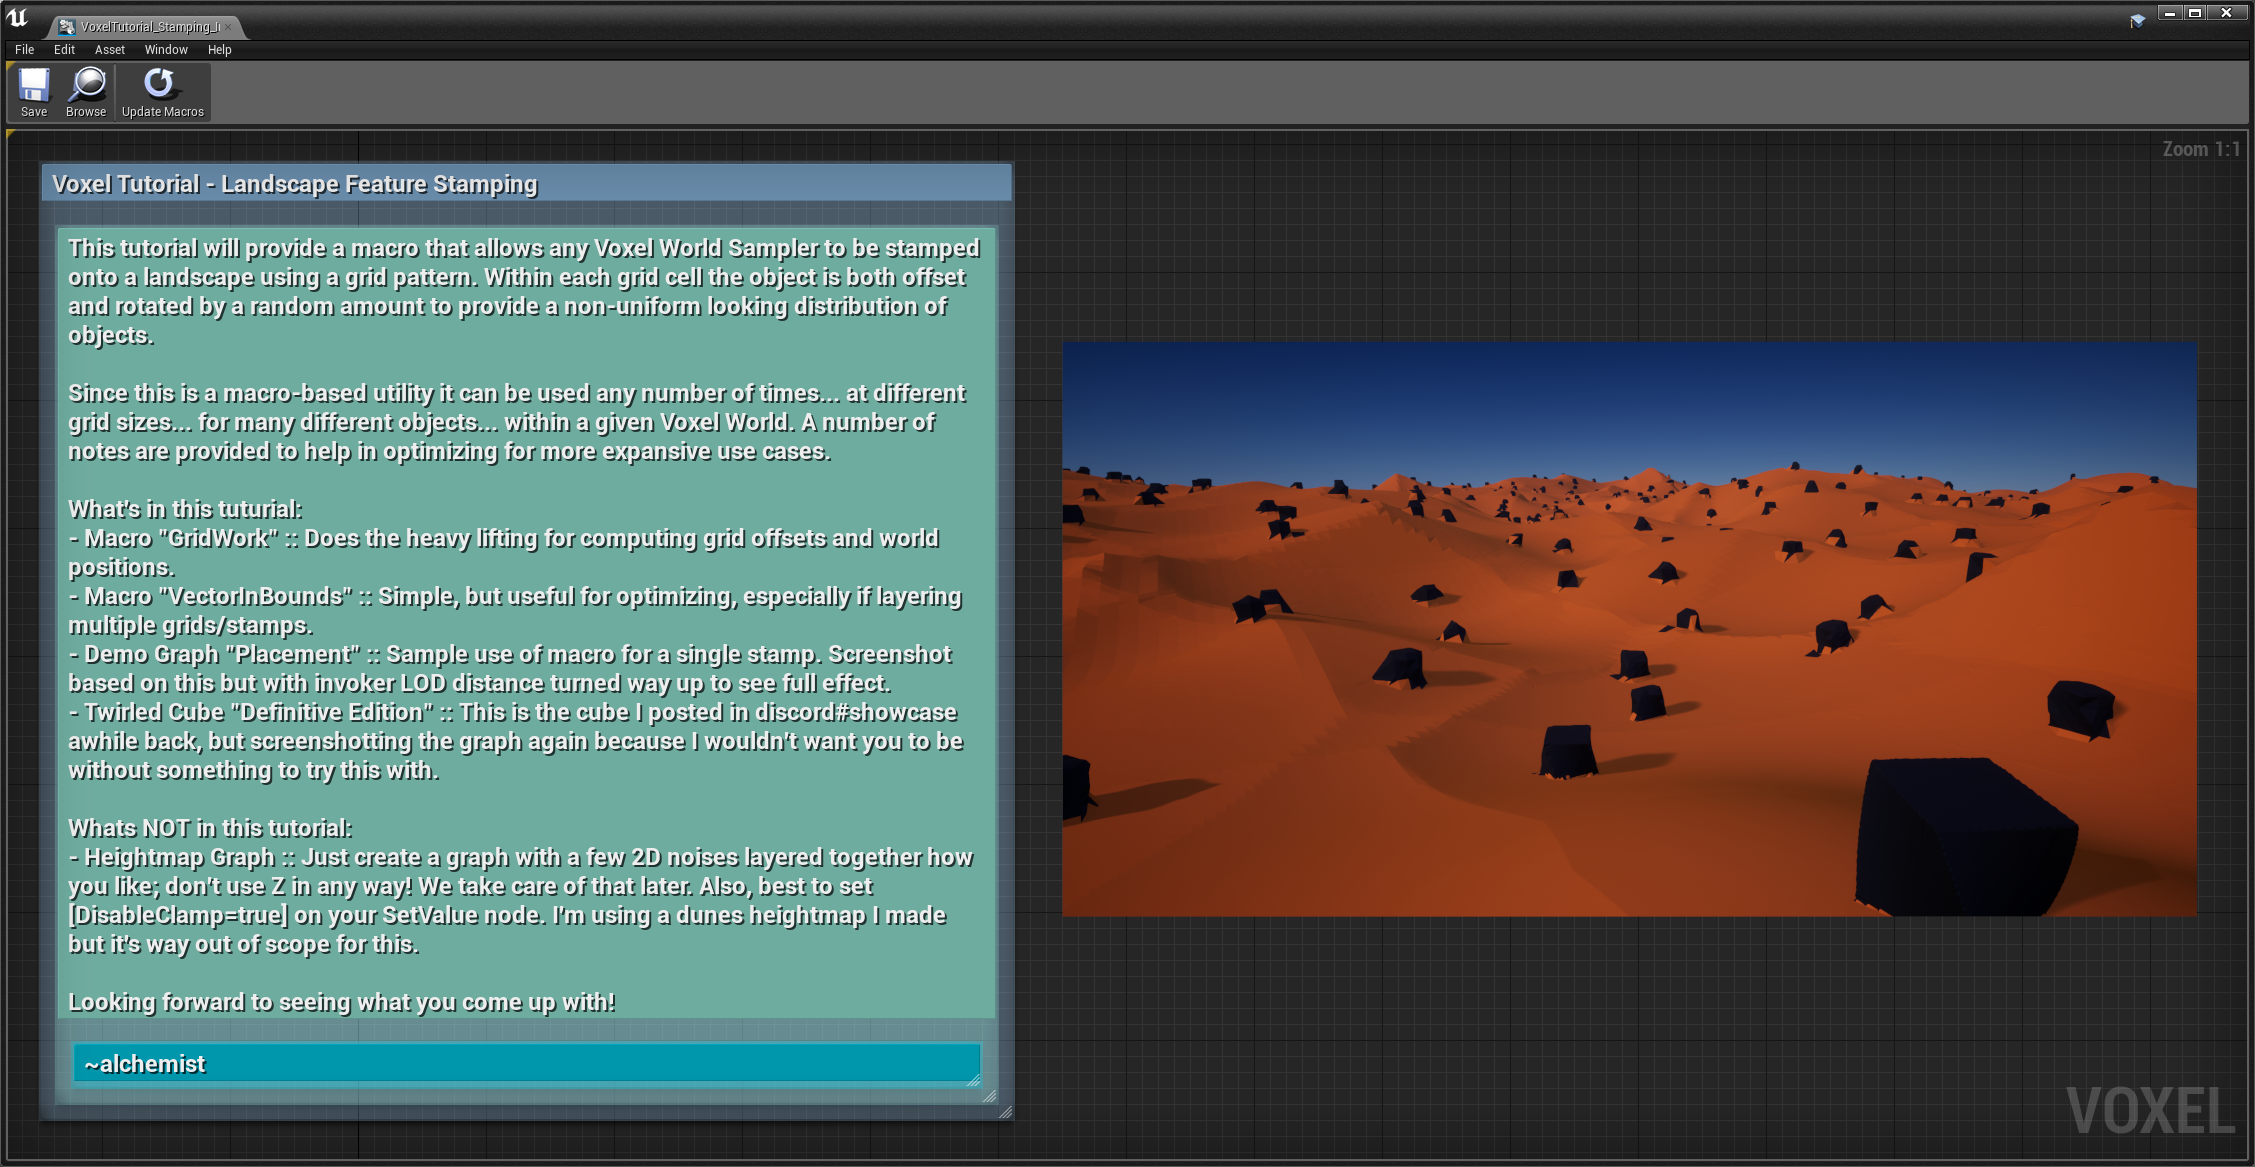 VoxelTutorial_Stamping_I
File Edit Asset Window Help
Save Browse Update Macros
Zoom 1:1
Voxel Tutorial - Landscape Feature Stamping
This tutorial will provide a macro that allows any Voxel World Sampler to be stamped
onto a landscape using a grid pattern. Within each grid cell the object is both offset
and rotated by a random amount to provide a non-uniform looking distribution of
objects.
Since this is a macro-based utility it can be used any number of times... at different
grid sizes... for many different objects... within a given Voxel World. A number of
notes are provided to help in optimizing for more expansive use cases.
What's in this tuturial:
- Macro "GridWork" :: Does the heavy lifting for computing grid offsets and world
positions.
- Macro "VectorInBounds" :: Simple, but useful for optimizing, especially if layering
multiple grids/stamps.
- Demo Graph "Placement" :: Sample use of macro for a single stamp. Screenshot
based on this but with invoker LOD distance turned way up to see full effect.
- Twirled Cube "Definitive Edition" :: This is the cube I posted in discord#showcase
awhile back, but screenshotting the graph again because I wouldn't want you to be
without something to try this with.
Whats NOT in this tutorial:
- Heightmap Graph :: Just create a graph with a few 2D noises layered together how
you like; don't use Z in any way! We take care of that later. Also, best to set
[DisableClamp=true] on your SetValue node. I'm using a dunes heightmap I made
but it's way out of scope for this.
Looking forward to seeing what you come up with!
~alchemist
VOXEL